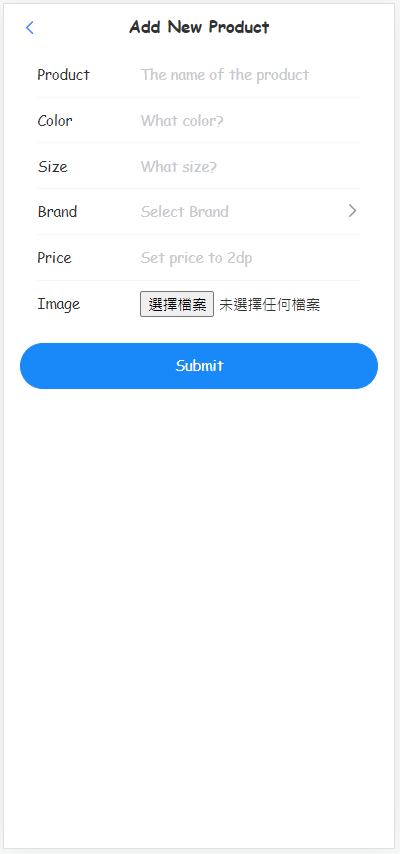 Add New Product
Product The name of the product
Color What color?
Size What size?
Brand Select Brand
Price Set price to 2dp
Image 選擇檔案 未選擇任何檔案
Submit